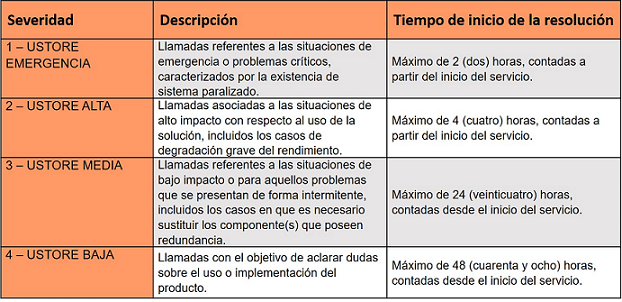 Severidad
Descripción
Tiempo de inicio de la resolución
1 – USTORE
EMERGENCIA
Llamadas referentes a las situaciones de
emergencia o problemas críticos,
caracterizados por la existencia de
sistema paralizado.
Máximo de 2 (dos) horas, contadas a
partir del inicio del servicio.
2 – USTORE ALTA
Llamadas asociadas a las situaciones de
alto impacto con respecto al uso de la
solución, incluidos los casos de
degradación grave del rendimiento.
Máximo de 4 (cuatro) horas, contadas a
partir del inicio del servicio.
3 – USTORE MEDIA
Llamadas referentes a las situaciones de
bajo impacto o para aquellos problemas
que se presentan de forma intermitente,
incluidos los casos en que es necesario
sustituir los componente(s) que poseen
redundancia.
Máximo de 24 (veinticuatro) horas,
contadas desde el inicio del servicio.
4 – USTORE BAJA
Llamadas con el objetivo de aclarar dudas
sobre el uso o implementación del
producto.
Máximo de 48 (cuarenta y ocho) horas,
contadas desde el inicio del servicio.